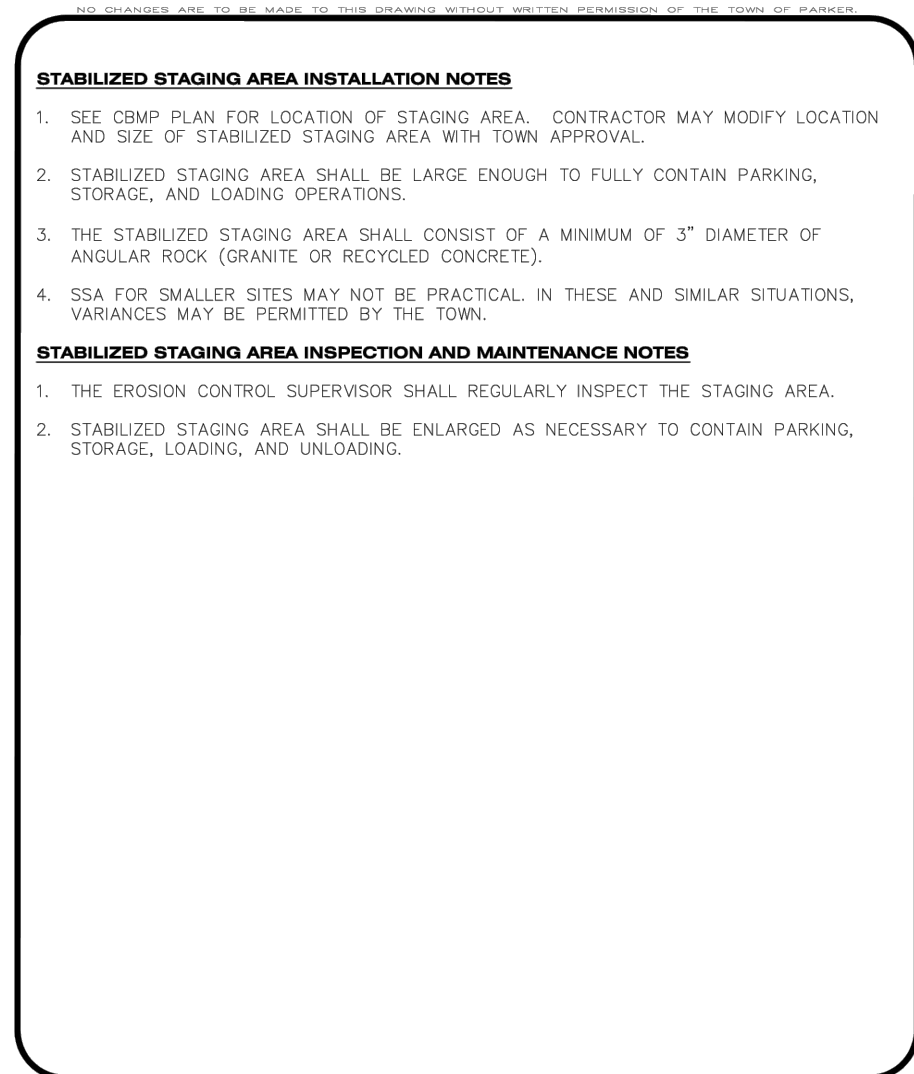 NO CHANGES ARE TO BE MADE TO THIS DRAWING WITHOUT WRITTEN PERMISSION OF THE TOWN OF PARKER.
STABILIZED STAGING AREA INSTALLATION NOTES
1. SEE CBMP PLAN FOR LOCATION OF STAGING AREA. CONTRACTOR MAY MODIFY LOCATION
AND SIZE OF STABILIZED STAGING AREA WITH TOWN APPROVAL.
2. STABILIZED STAGING AREA SHALL BE LARGE ENOUGH TO FULLY CONTAIN PARKING,
STORAGE, AND LOADING OPERATIONS.
3. THE STABILIZED STAGING AREA SHALL CONSIST OF A MINIMUM OF 3" DIAMETER OF
ANGULAR ROCK (GRANITE OR RECYCLED CONCRETE).
4. SSA FOR SMALLER SITES MAY NOT BE PRACTICAL. IN THESE AND SIMILAR SITUATIONS,
VARIANCES MAY BE PERMITTED BY THE TOWN.
STABILIZED STAGING AREA INSPECTION AND MAINTENANCE NOTES
1. THE EROSION CONTROL SUPERVISOR SHALL REGULARLY INSPECT THE STAGING AREA.
2. STABILIZED STAGING AREA SHALL BE ENLARGED AS NECESSARY TO CONTAIN PARKING,
STORAGE, LOADING, AND UNLOADING.